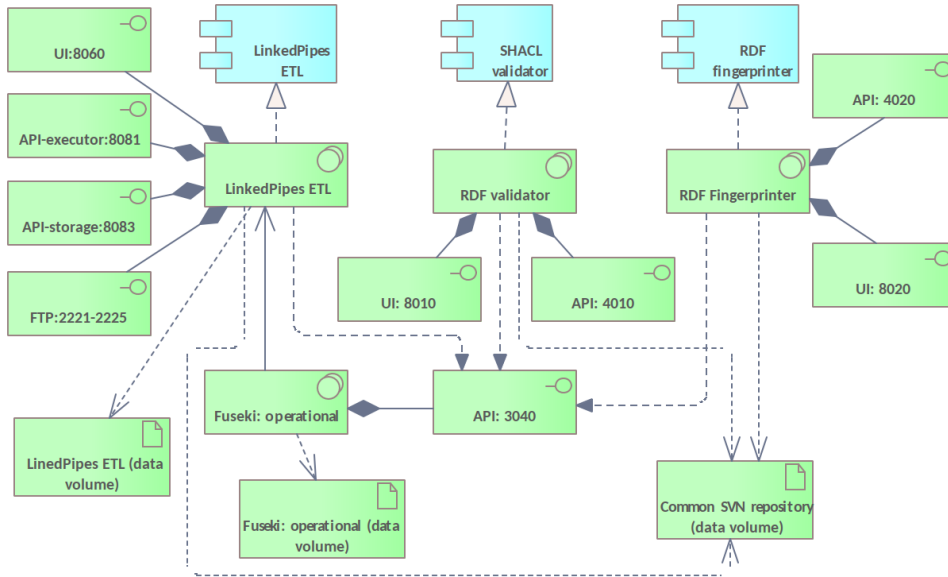 UI:8060
LinkedPipes
ETL
SHACL
validator
RDF
fingerprinter
API: 4020
API-executor:8081
LinkedPipes ETL
RDF validator
RDF Fingerprinter
API-storage:8083
UI: 8010
API: 4010
UI: 8020
FTP:2221-2225
Fuseki: operational
API: 3040
LinedPipes ETL (data
volume)
Fuseki: operational (data
volume)
Common SVN repository
(data volume)